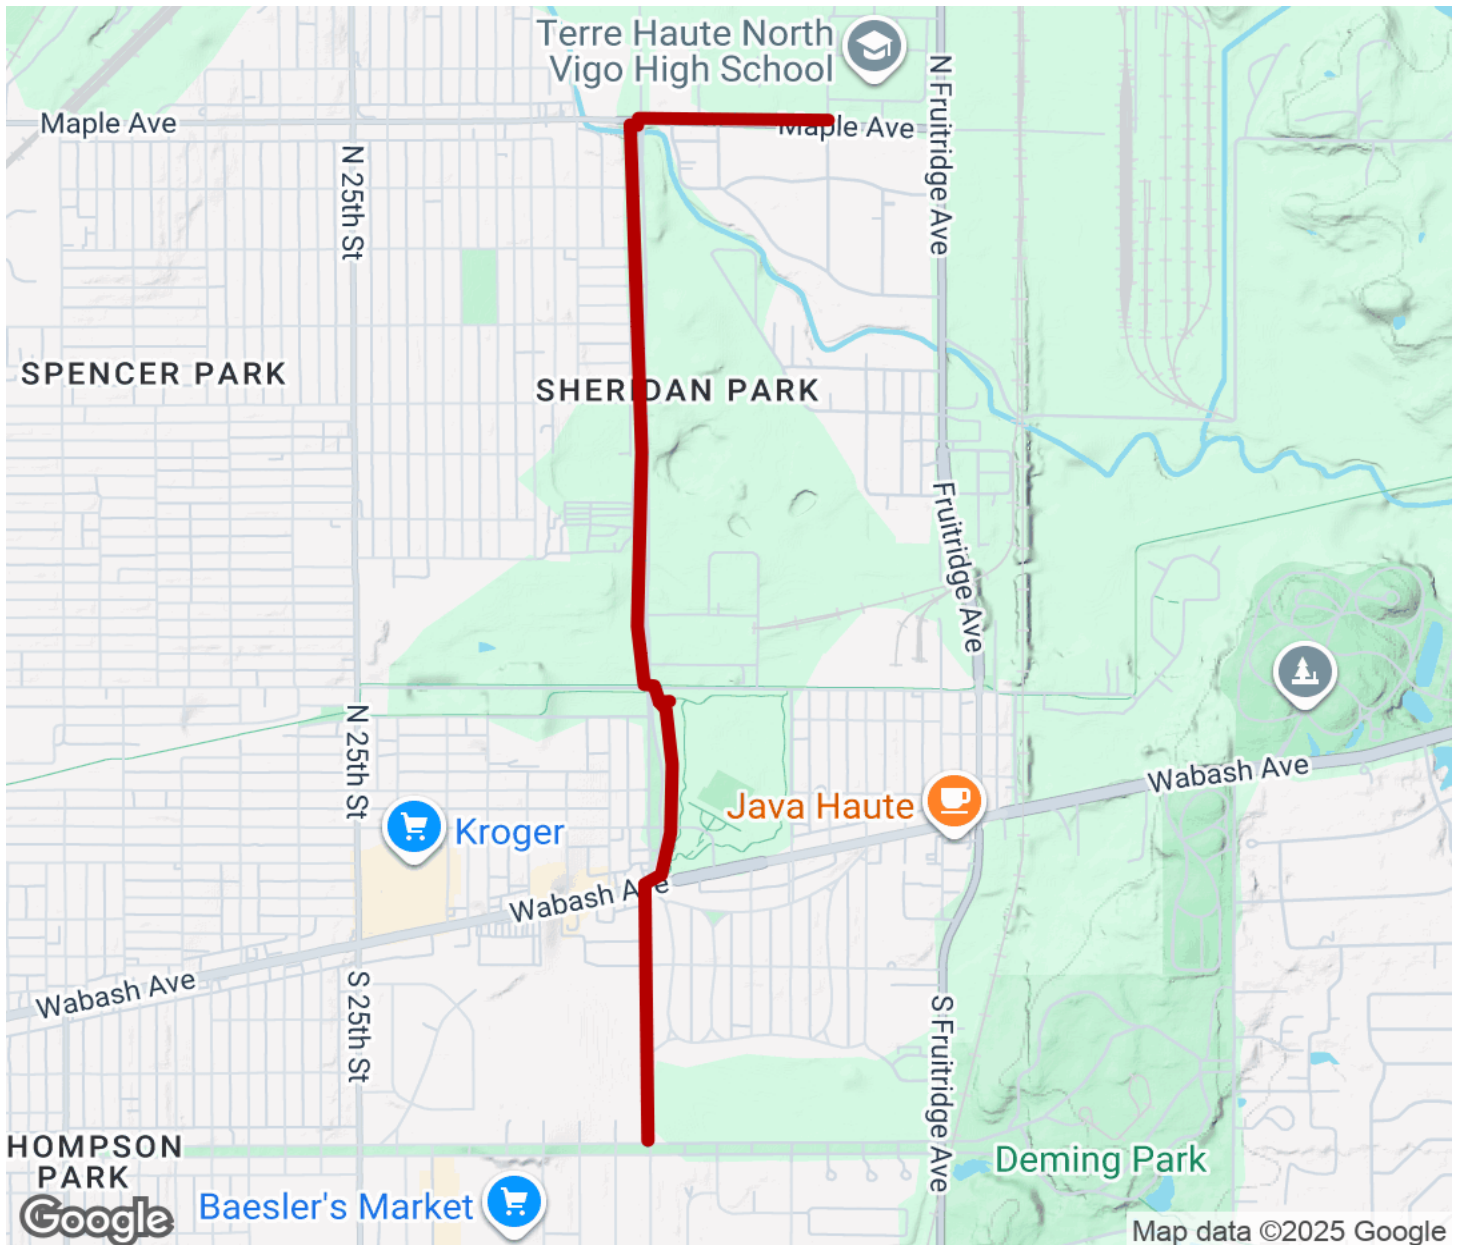 Terre Haute North
Vigo High School
N Fruitridge Ave
Maple Ave
Maple Ave
N 25th St
SPENCER PARK
SHERIDAN PARK
Fruitridge Ave
N 25th St
Wabash Ave
Java Haute
Kroger
Wabash Ave
Wabash Ave
S 25th St
S Fruitridge Ave
HOMPSON
PARK
Deming Park
Baesler's Market
Google
Map data ©2025 Google